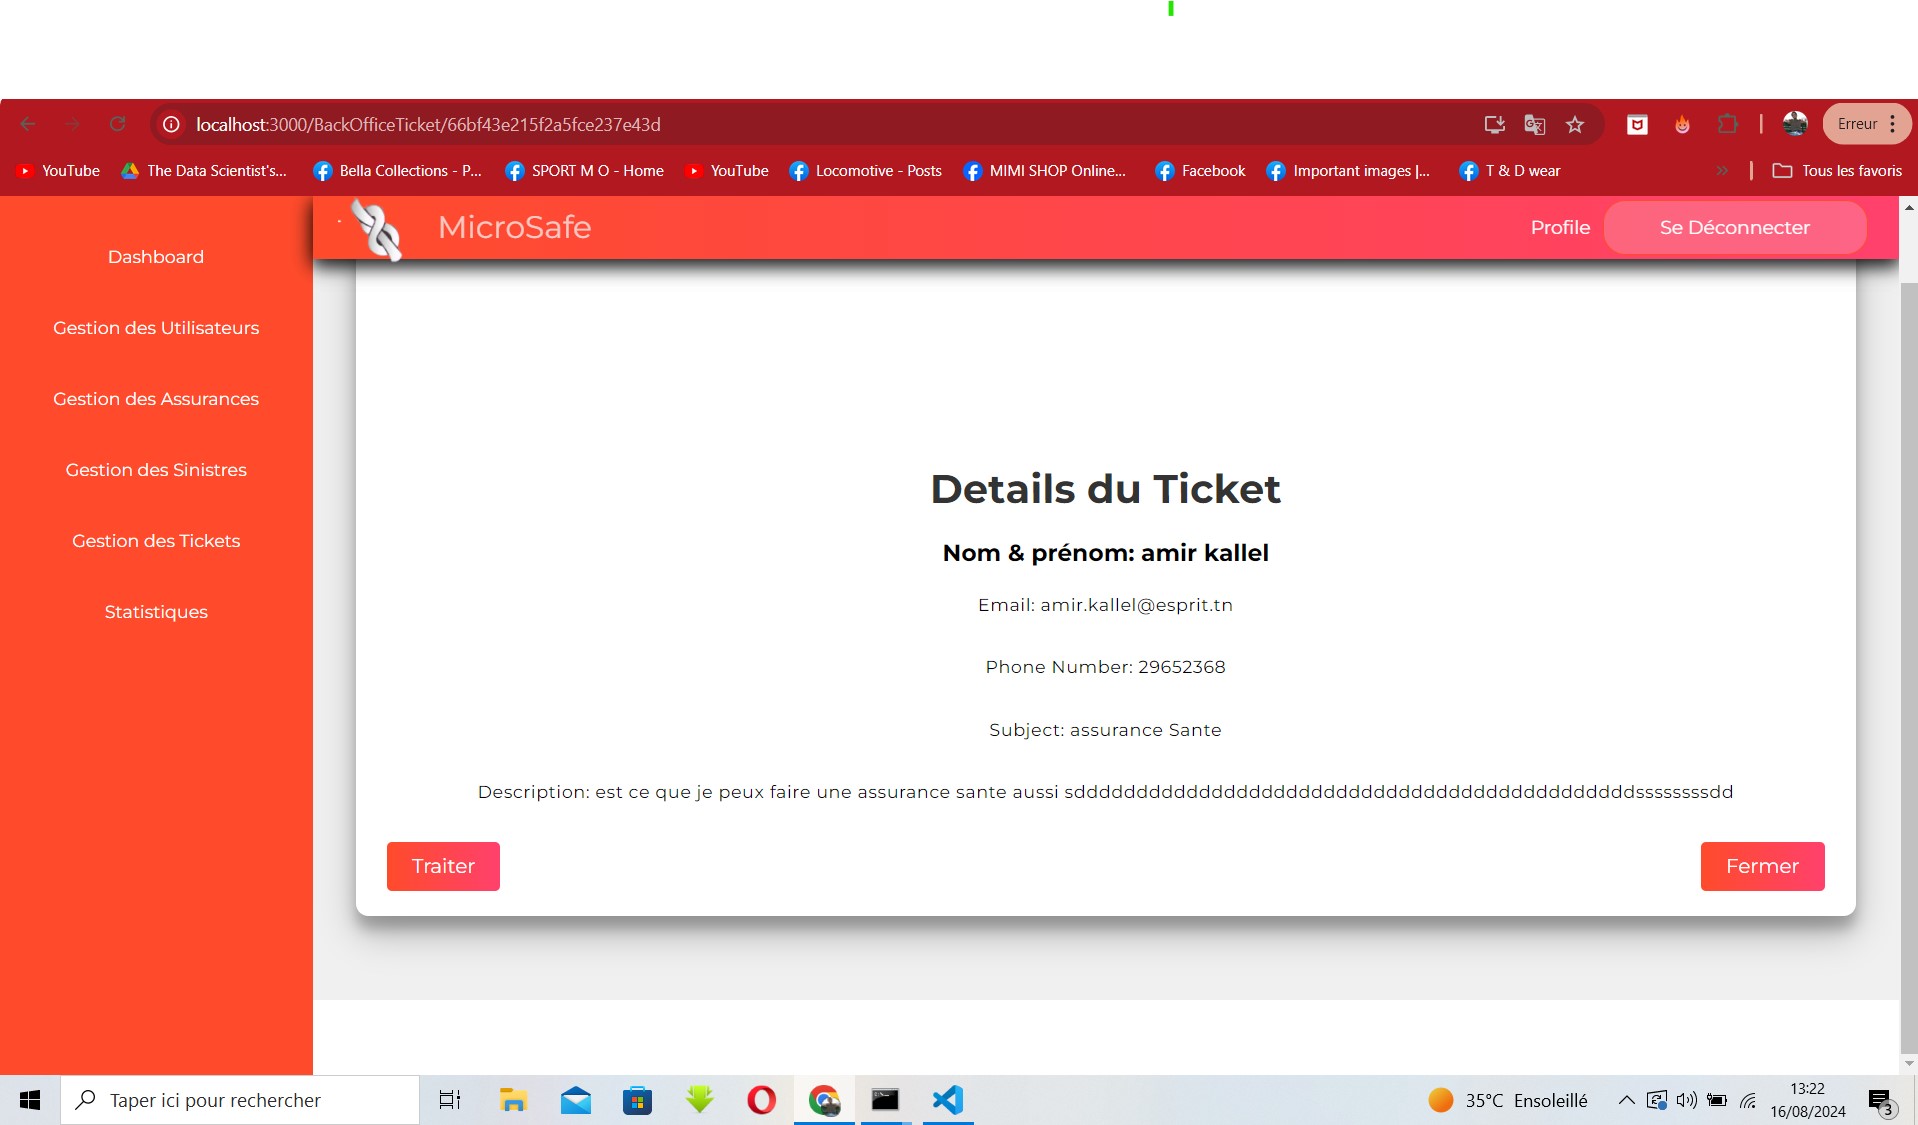 localhost:3000/BackOfficeTicket/66bf43e215f2a5fce237e43d
Erreur
YouTube
The Data Scientist's...
Bella Collections - P...
SPORT M O - Home
YouTube
Locomotive - Posts
MIMI SHOP Online...
Facebook
Important images |...
T & D wear
»
Tous les favoris
MicroSafe
Profile
Se Déconnecter
Dashboard
Gestion des Utilisateurs
Gestion des Assurances
Gestion des Sinistres
Gestion des Tickets
Statistiques
Details du Ticket
Nom & prénom: amir kallel
Email: amir.kallel@esprit.tn
Phone Number: 29652368
Subject: assurance Sante
Description: est ce que je peux faire une assurance sante aussi sddddddddddddddddddddddddddddddddddddddddddddddsssssssssdd
Traiter
Fermer
Taper ici pour rechercher
35°C Ensoleillé
13:22
16/08/2024
3